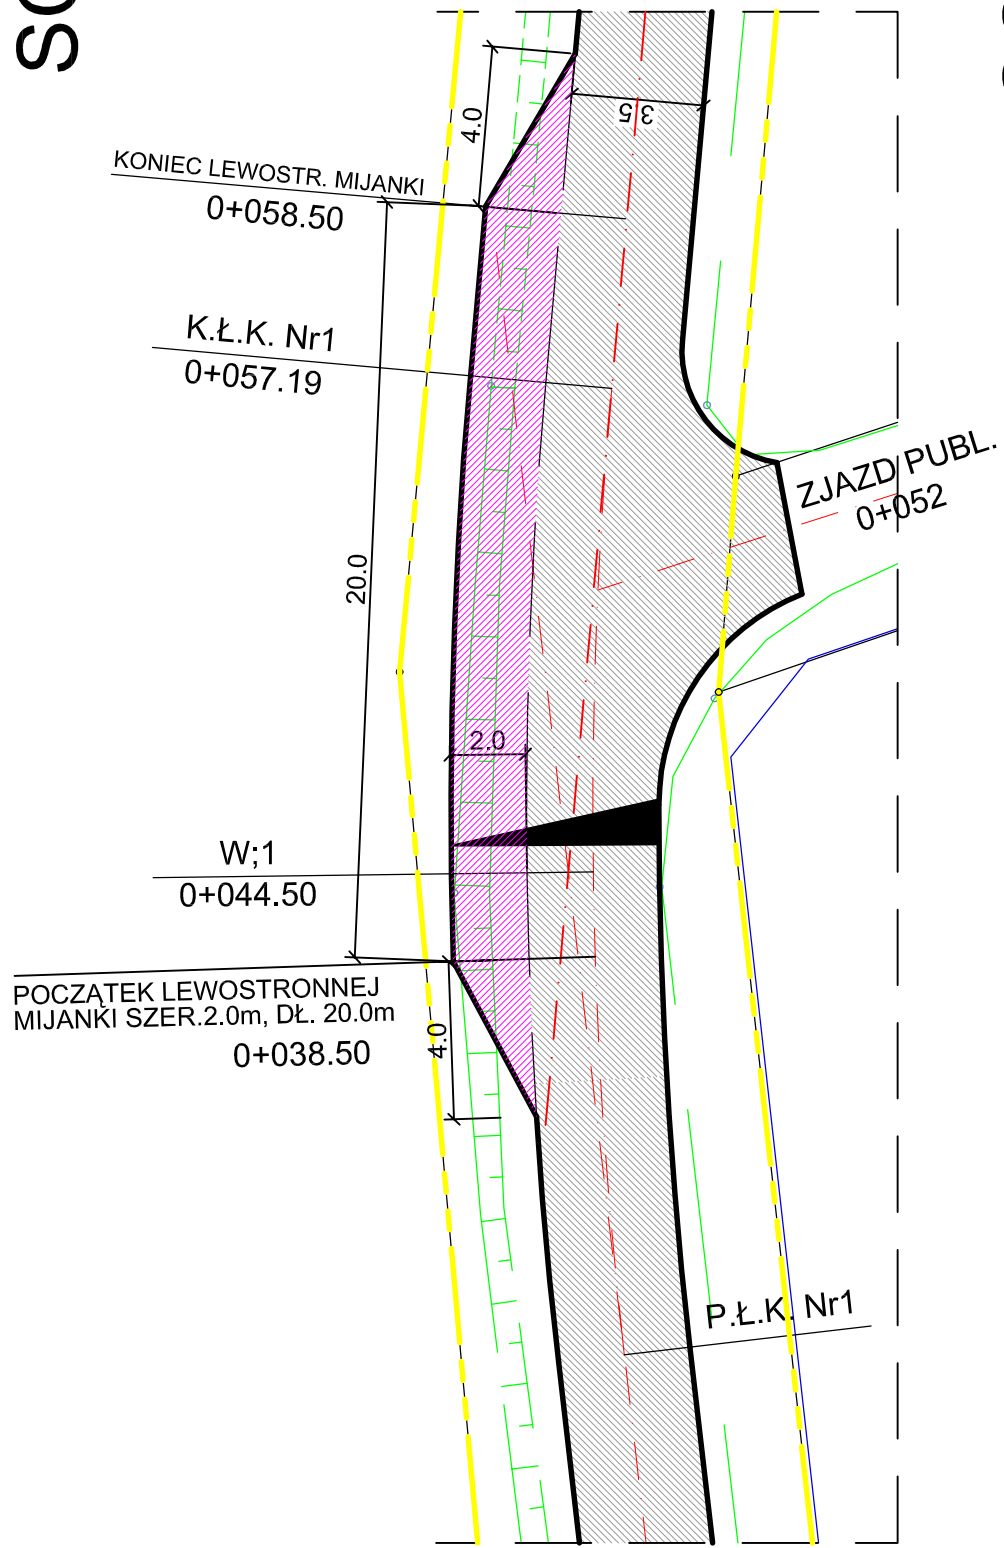 4.0
3.5
KONIEC LEWOSTR. MIJANKI
0+058.50
K.Ł.K. Nr1
0+057.19
ZJAZD PUBL.
0+052
20.0
2.0
W;1
0+044.50
POCZĄTEK LEWOSTRONNEJ
MIJANKI SZER.2.0m, DŁ. 20.0m
0+038.50
4.0
P.Ł.K. Nr1